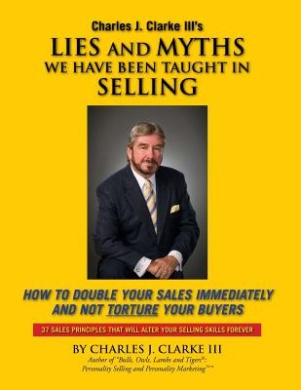 Charles J. Clarke III's
LIES AND MYTHS
WE HAVE BEEN TAUGHT IN
SELLING
HOW TO DOUBLE YOUR SALES IMMEDIATELY
AND NOT TORTURE YOUR BUYERS
37 SALES PRINCIPLES THAT WILL ALTER YOUR SELLING SKILLS FOREVER
BY CHARLES J. CLARKE III
Author of "Bulls, Owls, Lambs and Tigers®:
Personality Selling and Personality Marketing"™